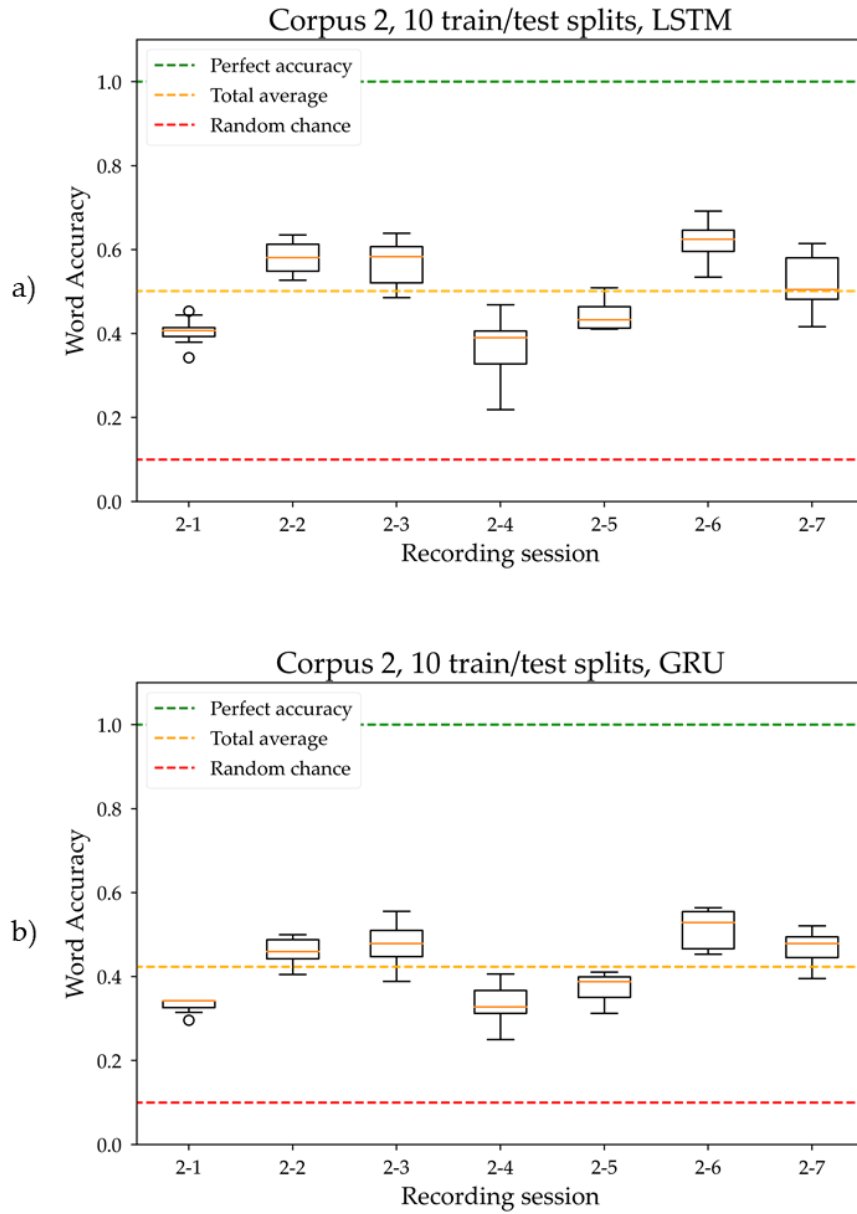 Corpus 2, 10 train/test splits, LSTM
Perfect accuracy
Total average
Random chance
a)
Word Accuracy
1.0
0.8
0.6
0.4
0.2
0.0
2-1 2-2 2-3 2-4 2-5 2-6 2-7
Recording session
Corpus 2, 10 train/test splits, GRU
Perfect accuracy
Total average
Random chance
b)
Word Accuracy
1.0
0.8
0.6
0.4
0.2
0.0
2-1 2-2 2-3 2-4 2-5 2-6 2-7
Recording session